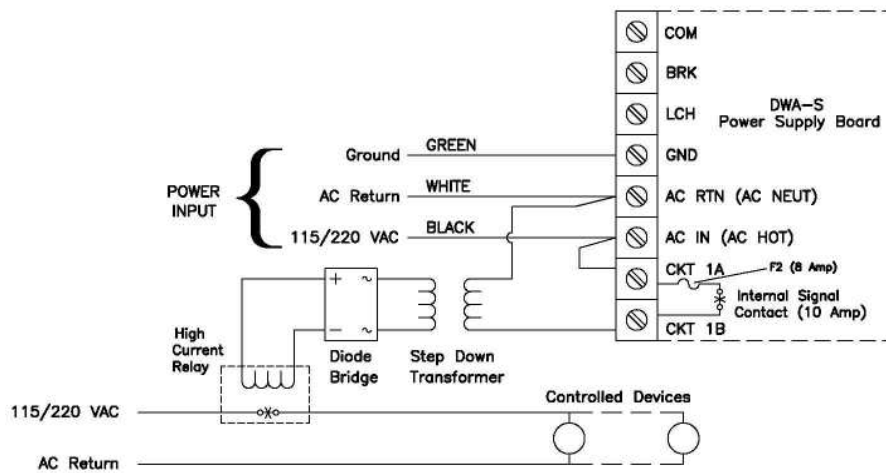 COM
BRK
LCH
DWA-S
Power Supply Board
Ground
GREEN
GND
POWER
INPUT
AC Return
WHITE
AC RTN (AC NEUT)
115/220 VAC
BLACK
AC IN (AC HOT)
CKT 1A
F2 (8 Amp)
Internal Signal
Contact (10 Amp)
CKT 1B
+
~
−
~
High
Current
Relay
Diode
Bridge
Step Down
Transformer
Controlled Devices
115/220 VAC
AC Return